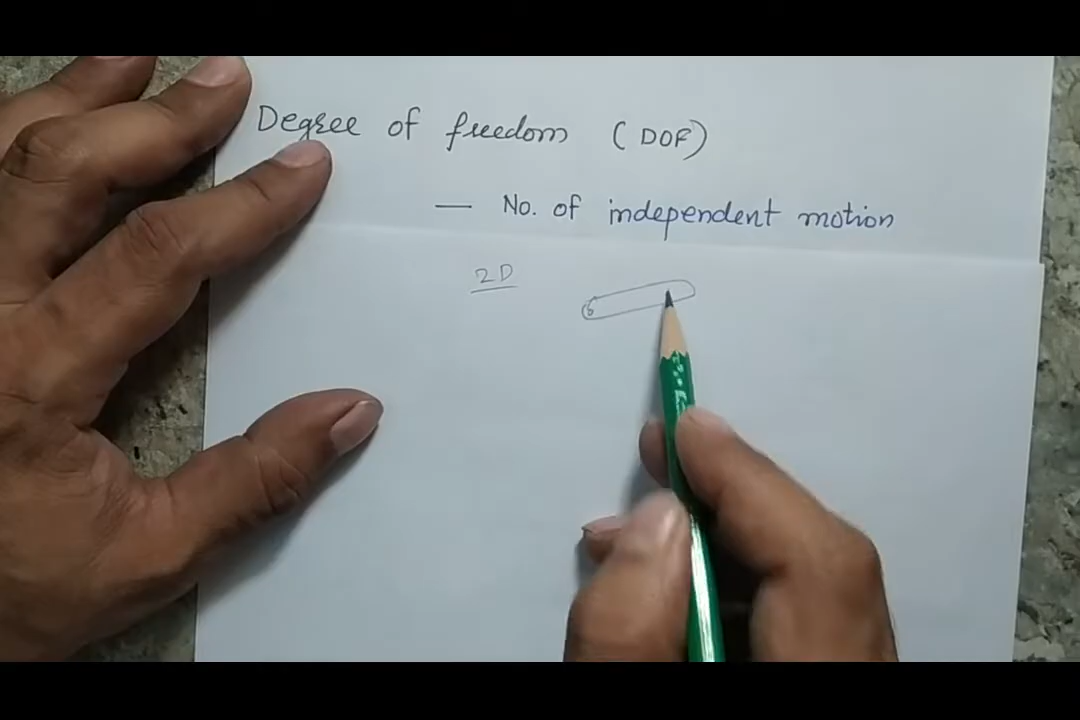 Degree of freedom (DOF)
— No. of independent motion
2D